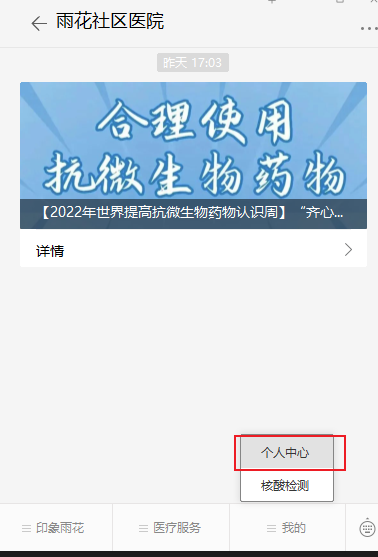 雨花社区医院
昨天 17:03
合理使用
抗微生物药物
【2022年世界提高抗微生物药物认识周】“齐心...
详情
个人中心
核酸检测
印象雨花
医疗服务
我的